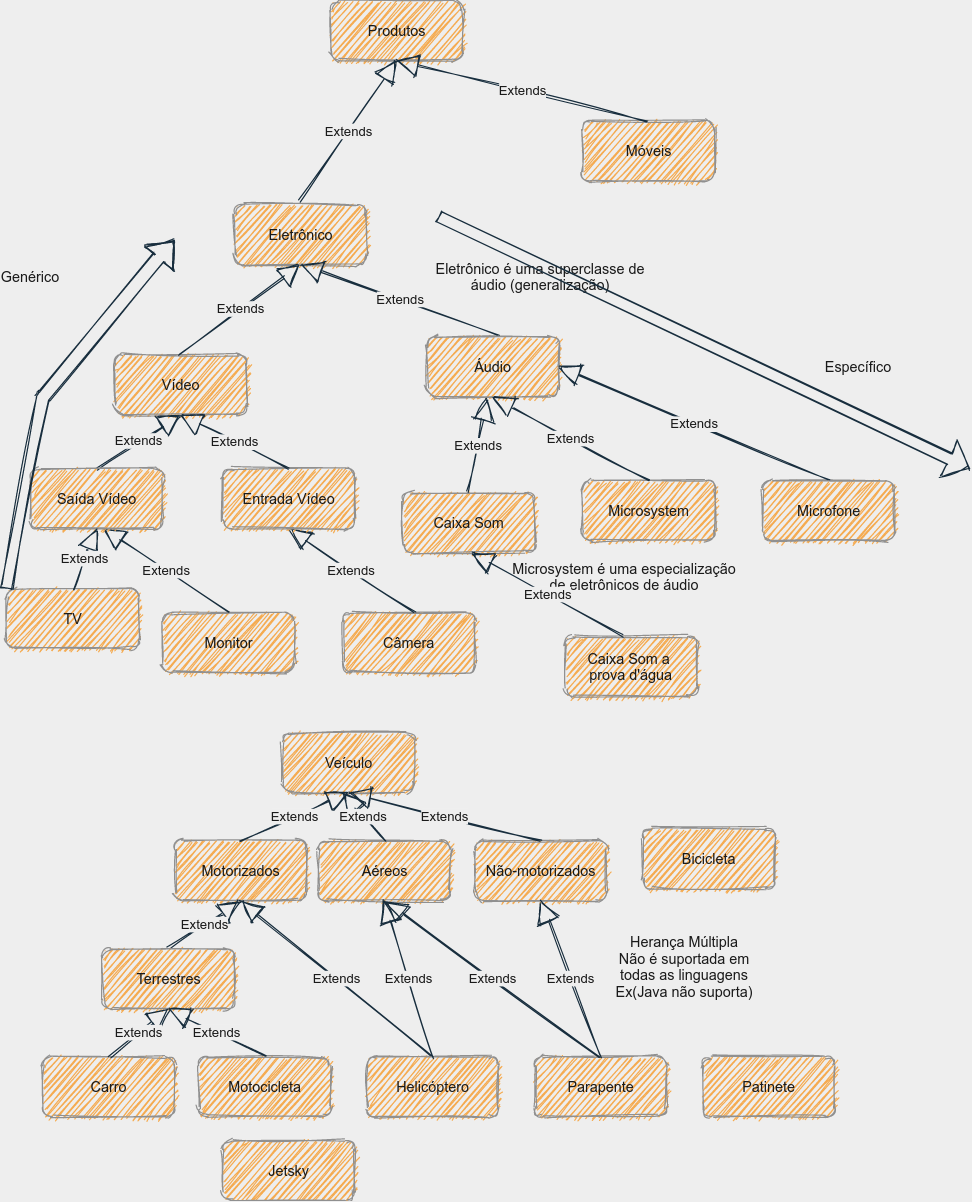 Produtos
Extends
Móveis
Extends
Eletrônico
Genérico
Eletrônico é uma superclasse de
áudio (generalização)
Extends
Extends
Específico
Vídeo
Áudio
Extends
Extends
Extends
Extends
Extends
Saída Vídeo
Entrada Vídeo
Caixa Som
Microsystem
Microfone
Extends
Extends
Extends
Microsystem é uma especialização
de eletrônicos de áudio
Extends
TV
Monitor
Câmera
Caixa Som a
prova d'água
Veículo
Extends
Extends
Extends
Motorizados
Aéreos
Não-motorizados
Bicicleta
Extends
Herança Múltipla
Não é suportada em
todas as linguagens
Ex(Java não suporta)
Terrestres
Extends
Extends
Extends
Extends
Extends
Extends
Carro
Motocicleta
Helicóptero
Parapente
Patinete
Jetsky